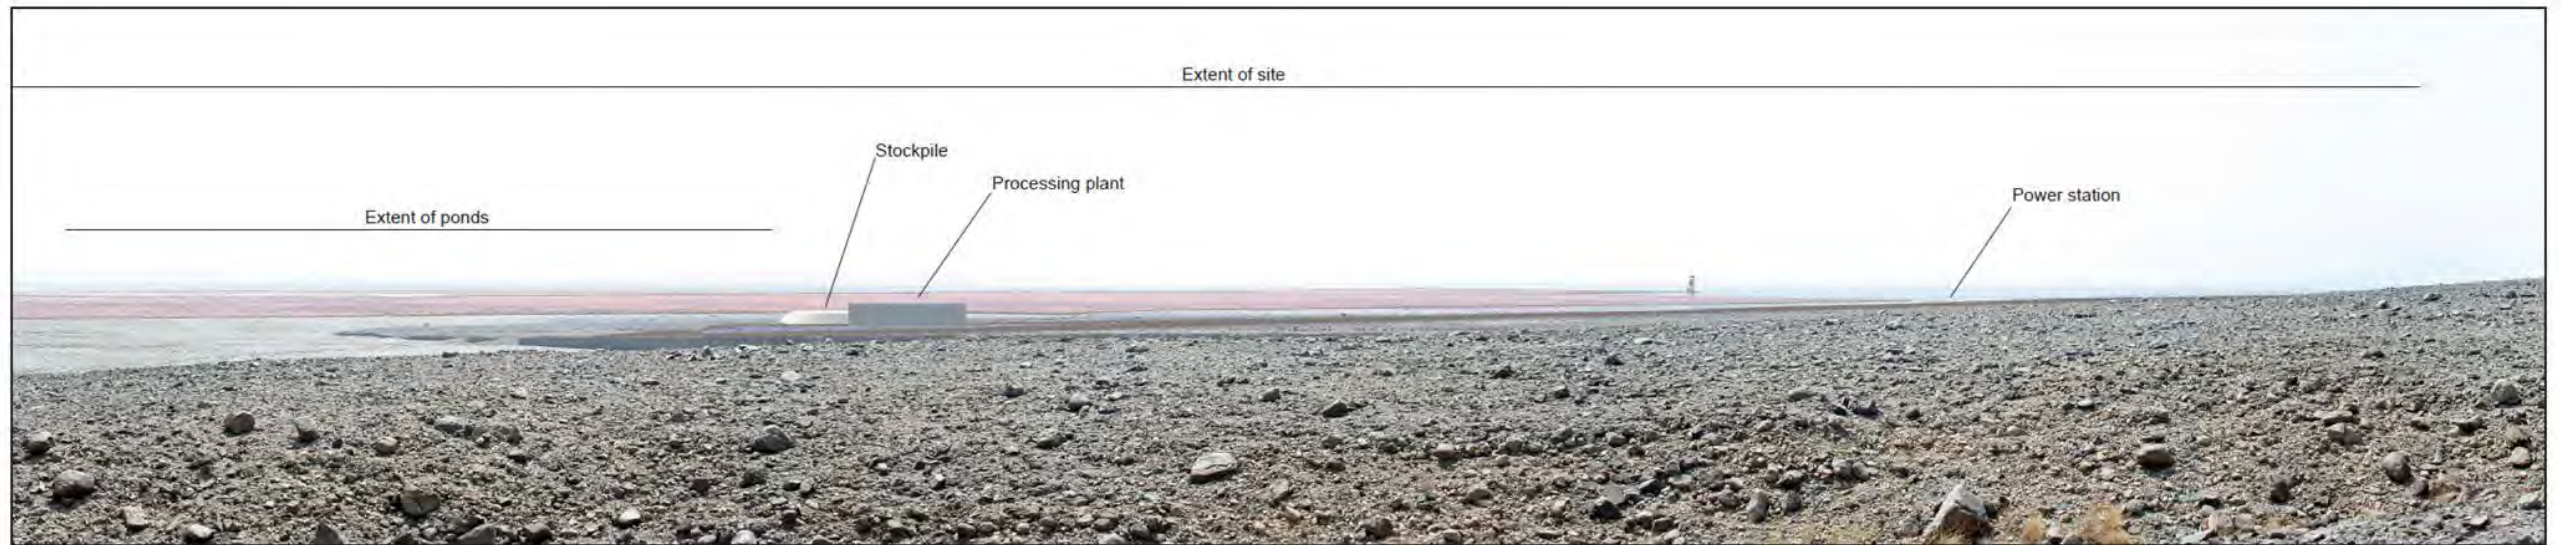 Extent of site
Stockpile
Processing plant
Power station
Extent of ponds